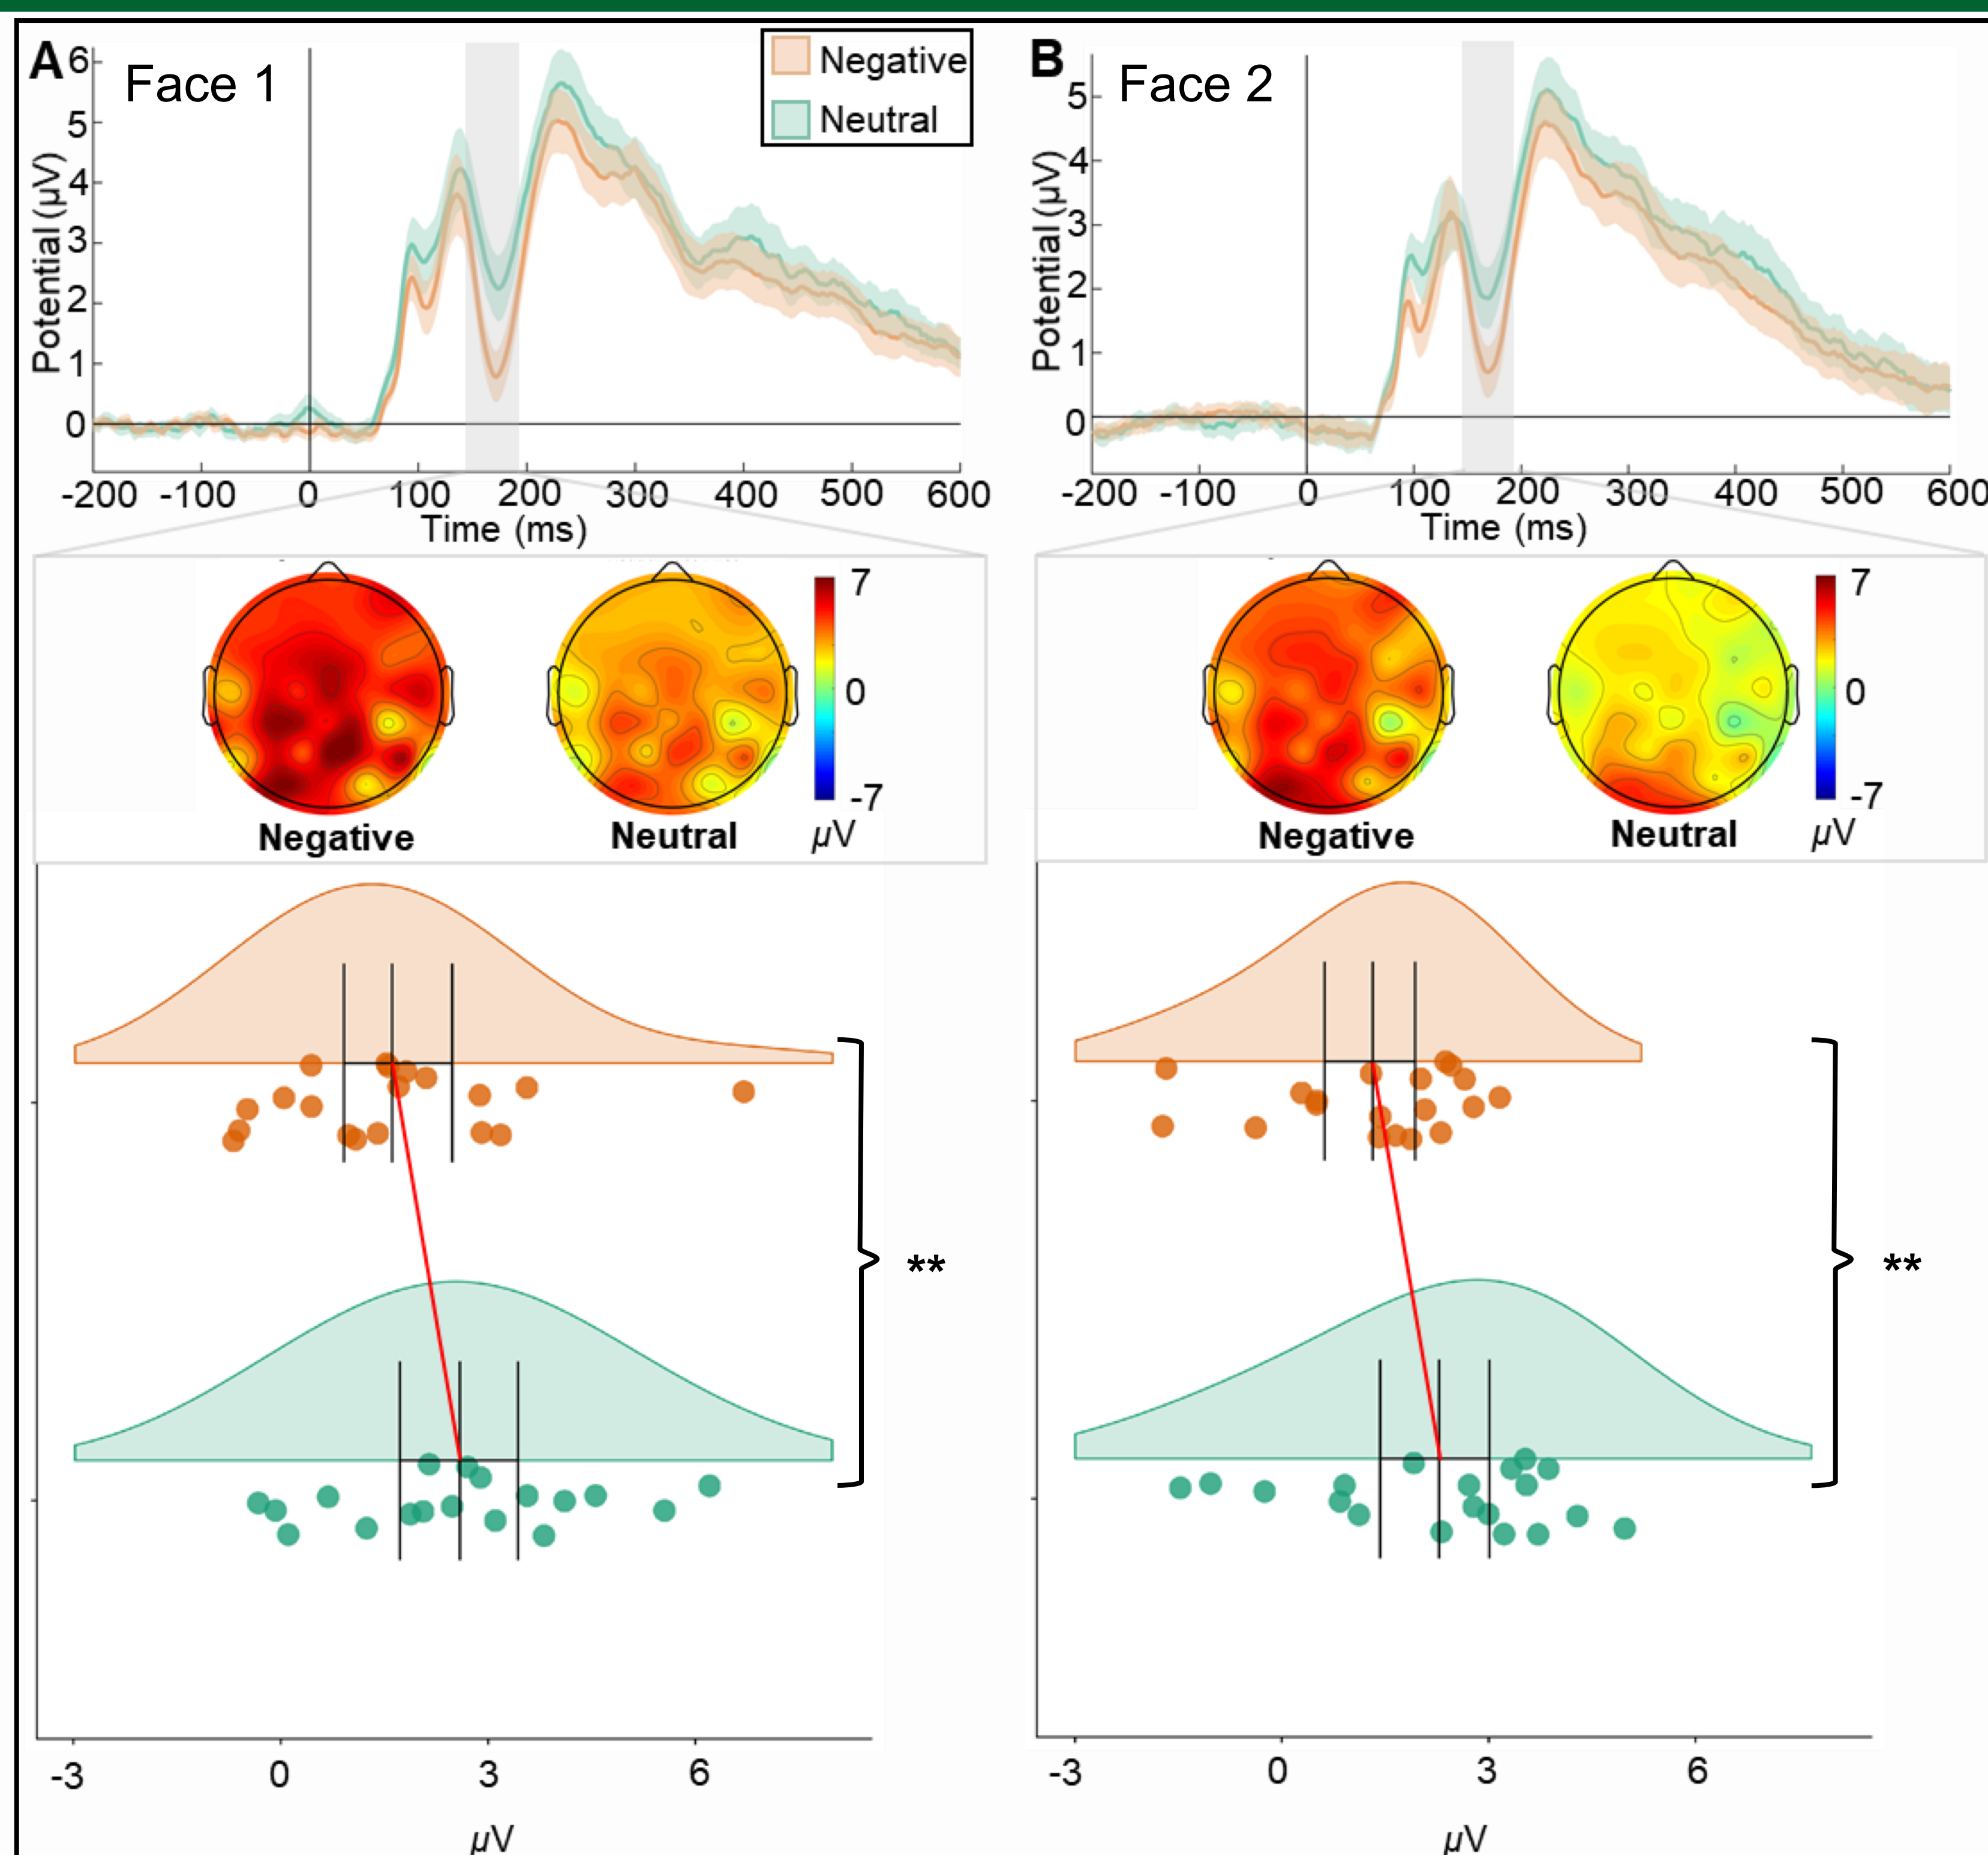 A
Face 1
Negative
Neutral
6
5
4
3
2
1
0
Potential (µV)
-200 -100 0 100 200 300 400 500 600
Time (ms)
Negative
Neutral
7
0
-7
µV
**
-3 0 3 6
µV
B
Face 2
5
4
3
2
1
0
Potential (µV)
-200 -100 0 100 200 300 400 500 600
Time (ms)
Negative
Neutral
7
0
-7
µV
**
-3 0 3 6
µV